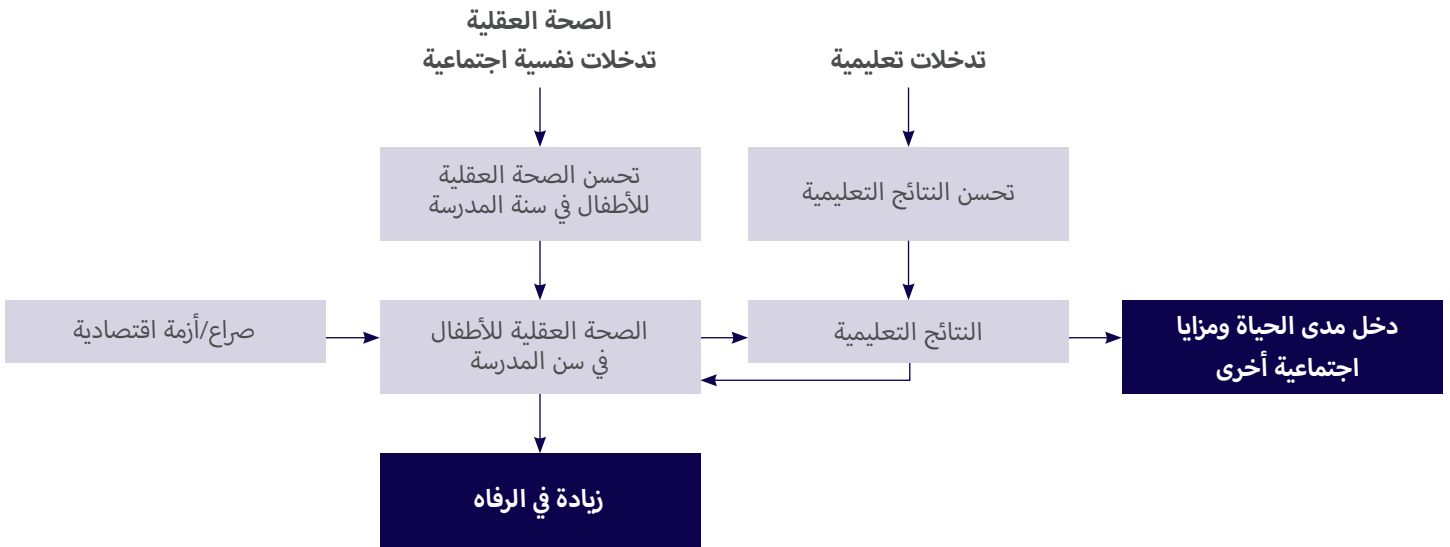 الصحة العقلية
تدخلات نفسية اجتماعية
تدخلات تعليمية
تحسن الصحة العقلية
للأطفال في سنة المدرسة
تحسن النتائج التعليمية
صراع/أزمة اقتصادية
الصحة العقلية للأطفال
في سن المدرسة
النتائج التعليمية
دخل مدى الحياة ومزايا
اجتماعية أخرى
زيادة في الرفاه